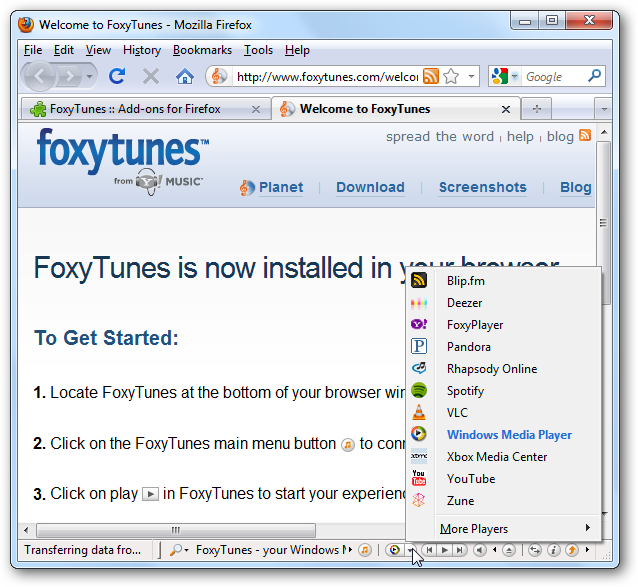 Welcome to FoxyTunes - Mozilla Firefox
File Edit View History Bookmarks Tools Help
http://www.foxytunes.com/welcor
Google
FoxyTunes :: Add-ons for Firefox
Welcome to FoxyTunes
foxytunes™
from Y! MUSIC
spread the word | help | blog
Planet | Download | Screenshots | Blog
FoxyTunes is now installed in your browser
To Get Started:
1. Locate FoxyTunes at the bottom of your browser win
2. Click on the FoxyTunes main menu button to conn
3. Click on play in FoxyTunes to start your experienc
Blip.fm
Deezer
Y! FoxyPlayer
P Pandora
Rhapsody Online
Spotify
VLC
Windows Media Player
Xbox Media Center
You Tube YouTube
Zune
More Players
Transferring data fro...
FoxyTunes - your Windows M